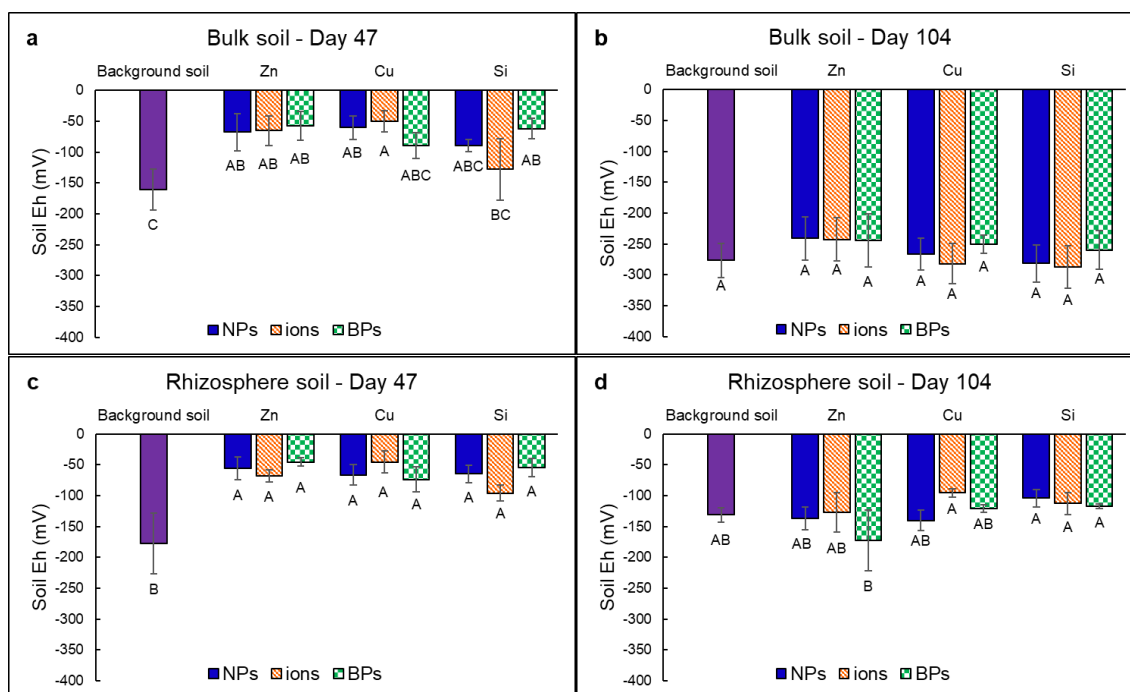 a
Bulk soil - Day 47
Background soil Zn Cu Si
0
-50
-100
-150
-200
-250
-300
-350
-400
Soil Eh (mV)
C
AB AB AB
AB A ABC
ABC BC AB
NPs ions BPs
b
Bulk soil - Day 104
Background soil Zn Cu Si
0
-50
-100
-150
-200
-250
-300
-350
-400
Soil Eh (mV)
A
A A A
A A A
A A A
NPs ions BPs
c
Rhizosphere soil - Day 47
Background soil Zn Cu Si
0
-50
-100
-150
-200
-250
-300
-350
-400
Soil Eh (mV)
B
A A A
A A A
A A A
NPs ions BPs
d
Rhizosphere soil - Day 104
Background soil Zn Cu Si
0
-50
-100
-150
-200
-250
-300
-350
-400
Soil Eh (mV)
AB
AB AB B
AB A AB
A A A
NPs ions BPs